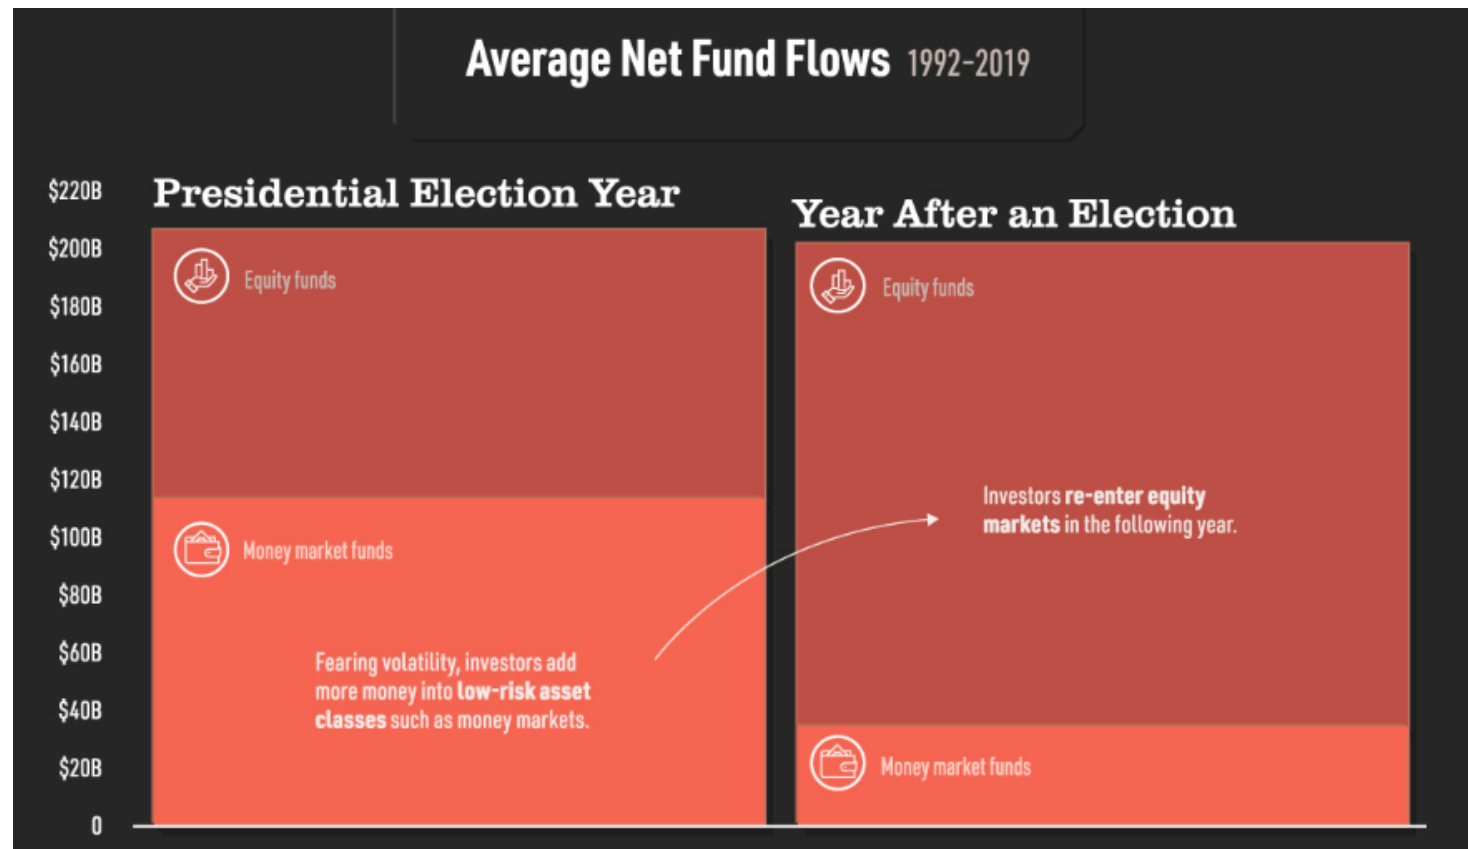 Average Net Fund Flows 1992-2019
$220B
$200B
$180B
$160B
$140B
$120B
$100B
$80B
$60B
$40B
$20B
0
Presidential Election Year
Equity funds
Money market funds
Fearing volatility, investors add
more money into low-risk asset
classes such as money markets.
Year After an Election
Equity funds
Investors re-enter equity
markets in the following year.
Money market funds